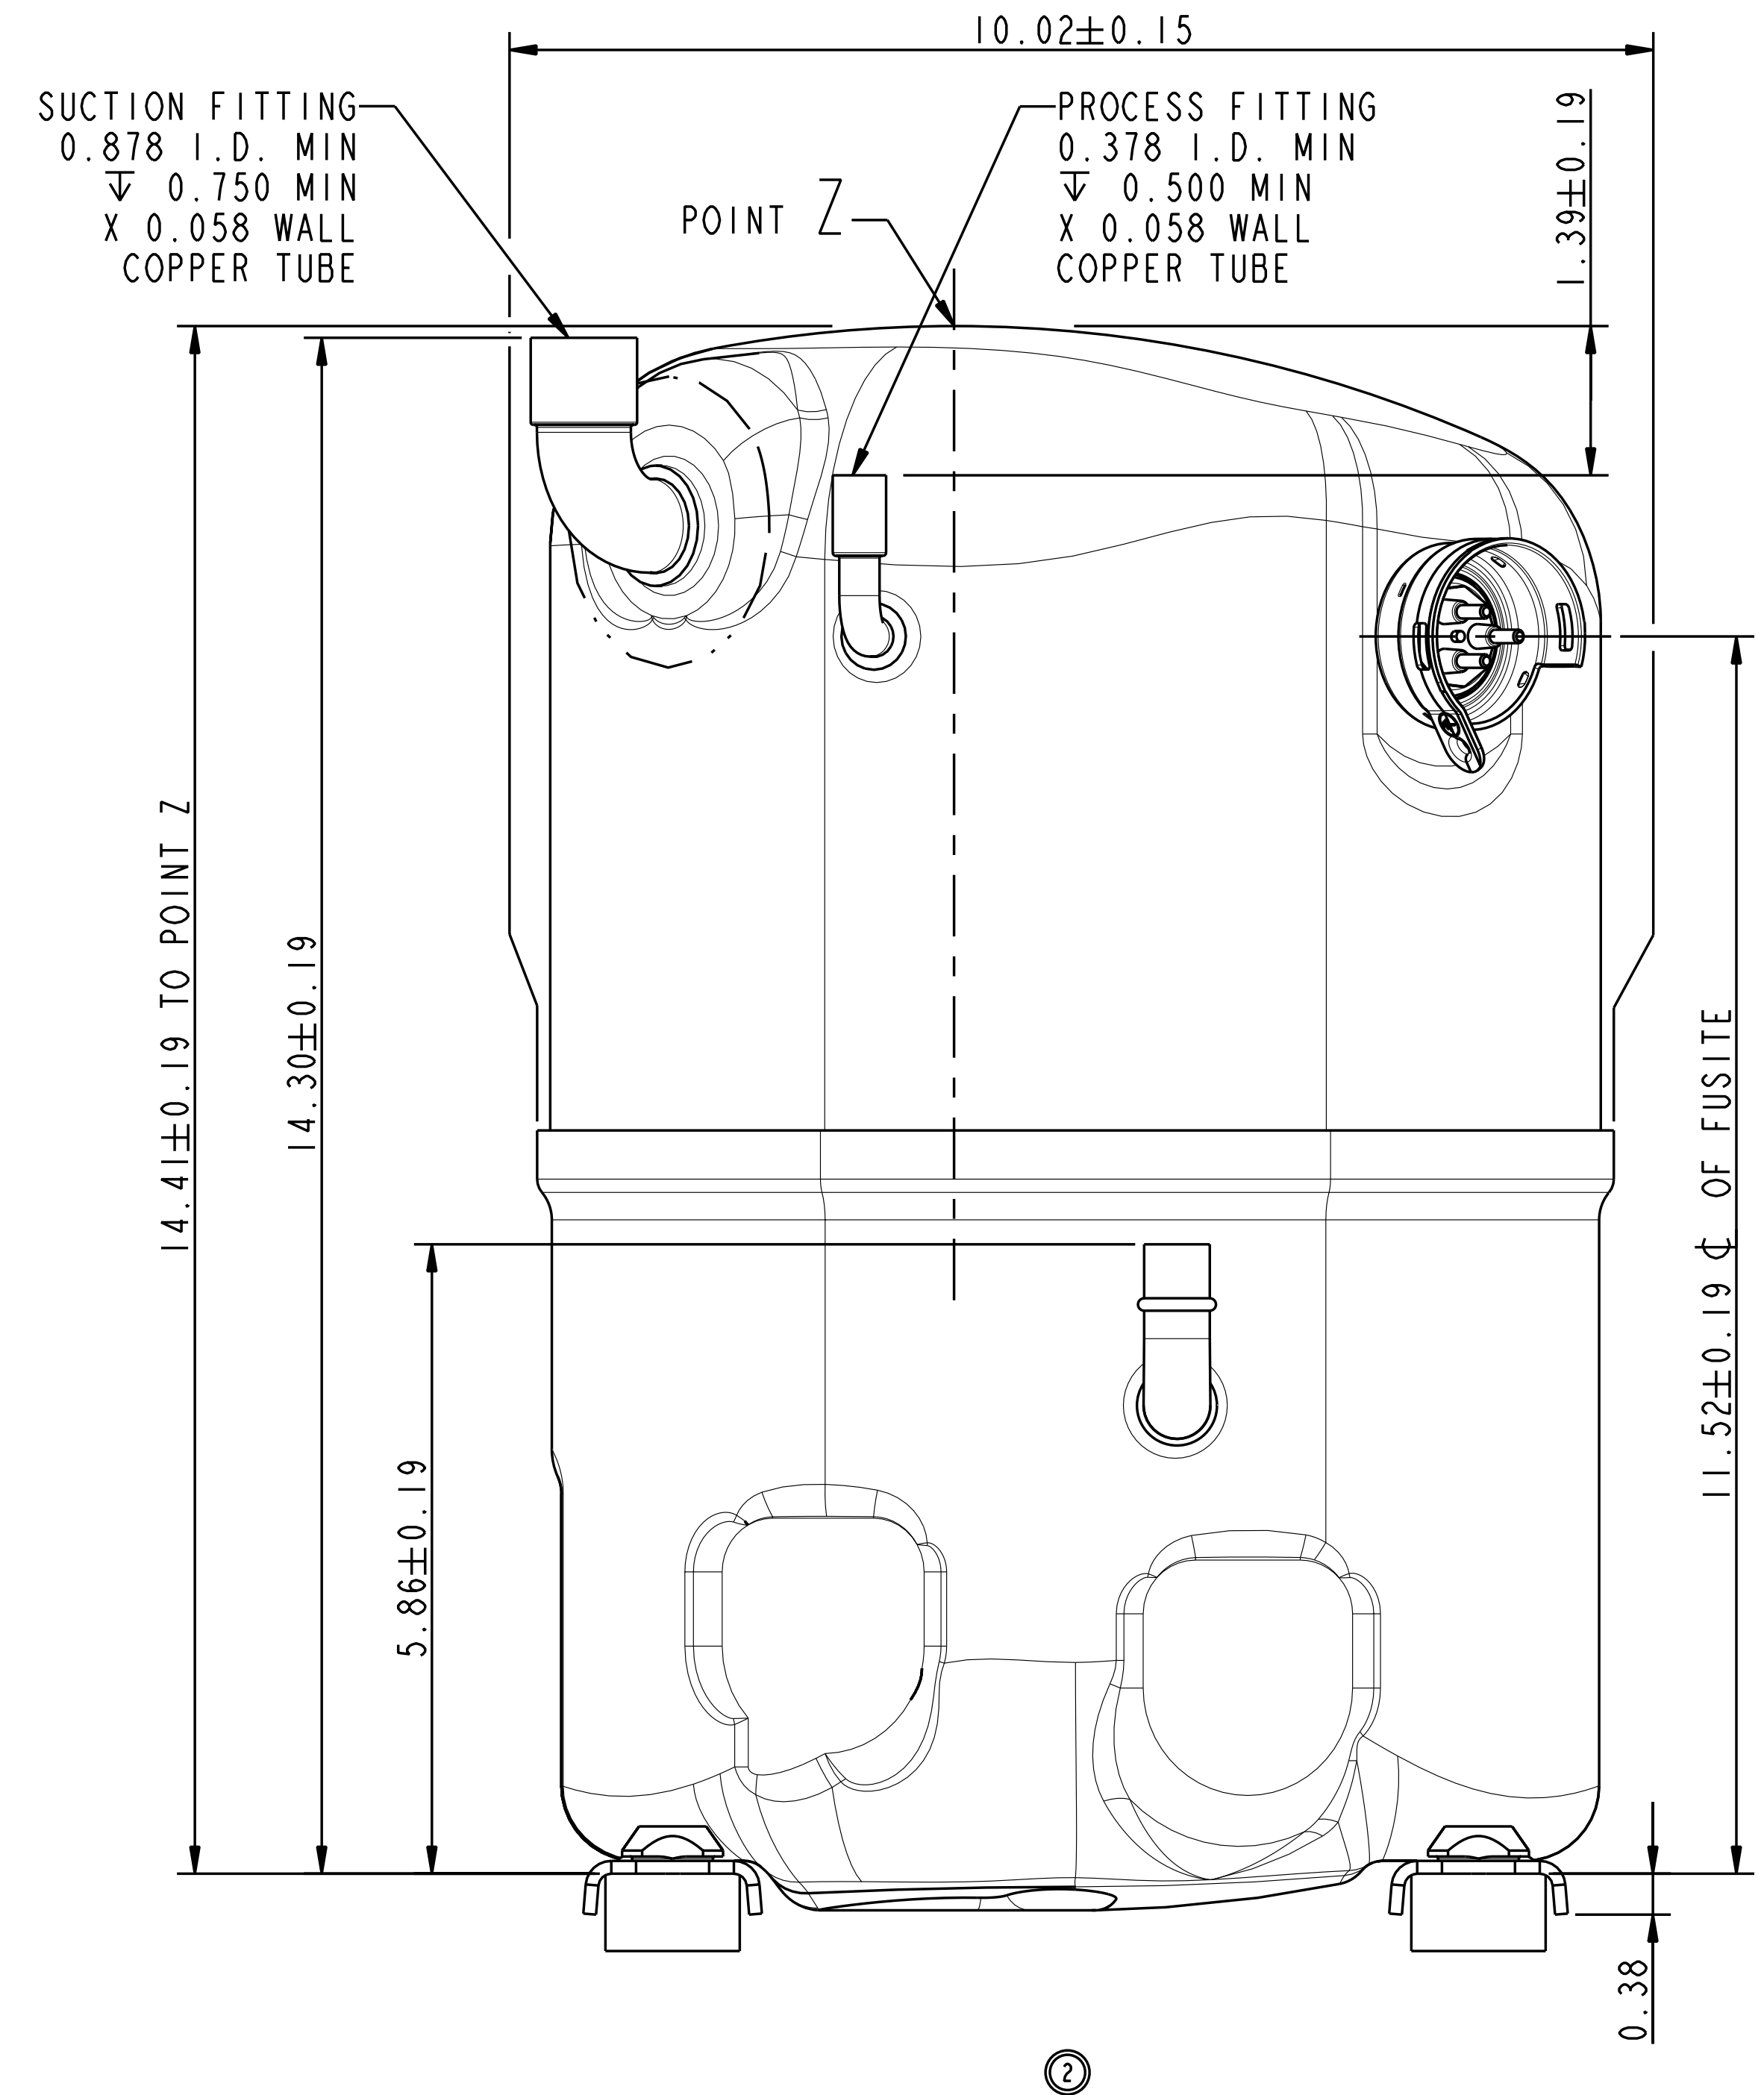 10.02±0.15
SUCTION FITTING
0.878 I.D. MIN
↧ 0.750 MIN
X 0.058 WALL
COPPER TUBE
POINT Z
PROCESS FITTING
0.378 I.D. MIN
↧ 0.500 MIN
X 0.058 WALL
COPPER TUBE
1.39±0.19
14.41±0.19 TO POINT Z
14.30±0.19
5.86±0.19
11.52±0.19 ℄ OF FUSITE
0.38
2